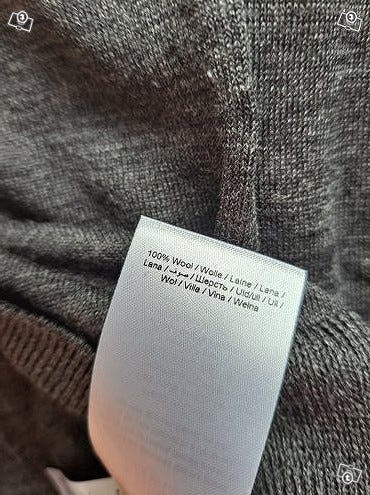 100% Wool / Wolle / Laine / Lana /
Lana / صوف / Шерсть / Uld/ull / Ull /
Wol / Villa / Vina / Wełna